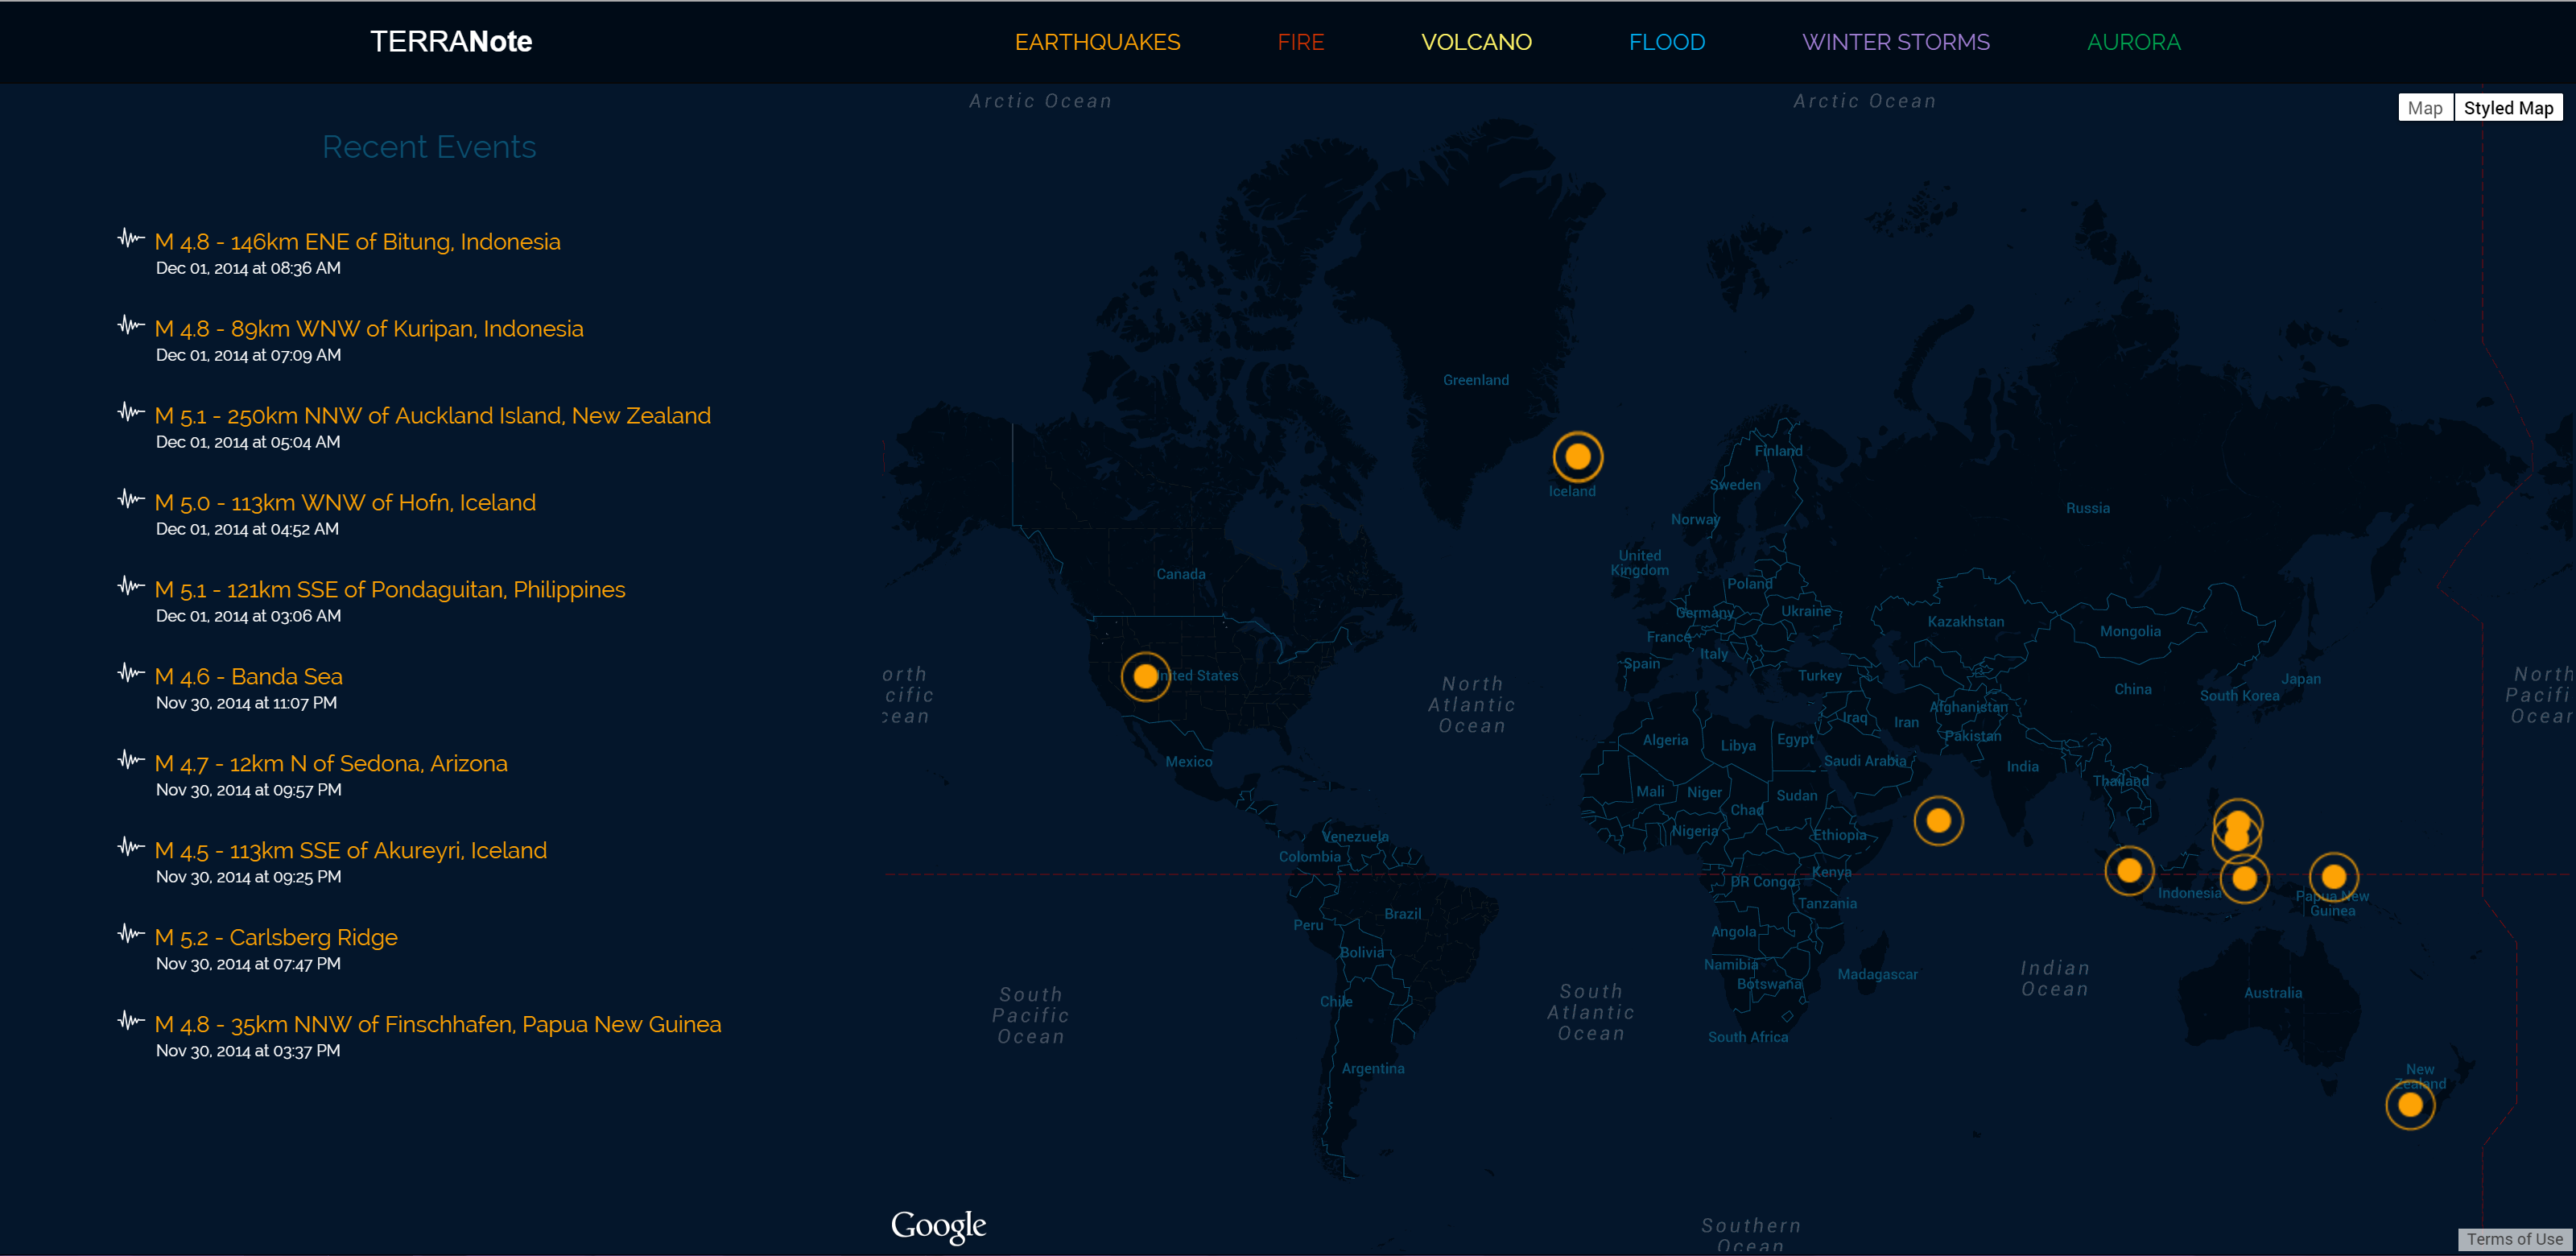 TERRANote
EARTHQUAKES
FIRE
VOLCANO
FLOOD
WINTER STORMS
AURORA
Recent Events
M 4.8 - 146km ENE of Bitung, Indonesia
Dec 01, 2014 at 08:36 AM
M 4.8 - 89km WNW of Kuripan, Indonesia
Dec 01, 2014 at 07:09 AM
M 5.1 - 250km NNW of Auckland Island, New Zealand
Dec 01, 2014 at 05:04 AM
M 5.0 - 113km WNW of Hofn, Iceland
Dec 01, 2014 at 04:52 AM
M 5.1 - 121km SSE of Pondaguitan, Philippines
Dec 01, 2014 at 03:06 AM
M 4.6 - Banda Sea
Nov 30, 2014 at 11:07 PM
M 4.7 - 12km N of Sedona, Arizona
Nov 30, 2014 at 09:57 PM
M 4.5 - 113km SSE of Akureyri, Iceland
Nov 30, 2014 at 09:25 PM
M 5.2 - Carlsberg Ridge
Nov 30, 2014 at 07:47 PM
M 4.8 - 35km NNW of Finschhafen, Papua New Guinea
Nov 30, 2014 at 03:37 PM
Arctic Ocean
Arctic Ocean
Map
Styled Map
Greenland
Iceland
Finland
Sweden
Norway
Russia
United
Kingdom
Canada
Poland
Germany
Ukraine
France
Kazakhstan
Mongolia
Italy
Spain
United States
Turkey
Japan
China
South Korea
orth
cific
cean
North
Atlantic
Ocean
North
Pacifi
Ocear
Afghanistan
Iraq
Iran
Pakistan
Algeria
Libya
Egypt
Mexico
Saudi Arabia
India
Thailand
Mali
Niger
Sudan
Chad
Nigeria
Ethiopia
Venezuela
Colombia
Kenya
DR Congo
Indonesia
Papua New
Guinea
Tanzania
Brazil
Peru
Angola
Bolivia
Namibia
Madagascar
Botswana
Indian
Ocean
Australia
Chile
South
Pacific
Ocean
South
Atlantic
Ocean
South Africa
Argentina
New
Zealand
Google
Southern
Ocean
Terms of Use